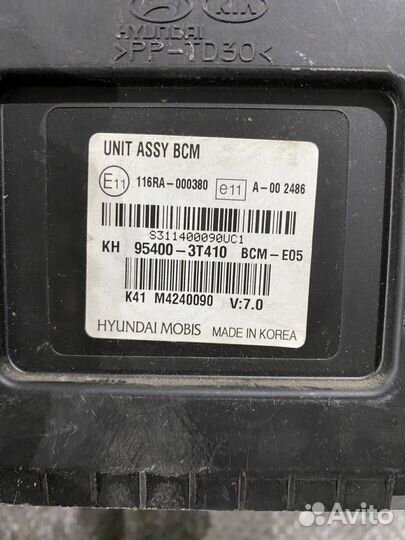 KIA
HYUNDAI
>PP-TD30<
UNIT ASSY BCM
E11 116RA-000380 e11 A-00 2486
S311400090UC1
KH 95400-3T410 BCM-E05
K41 M4240090 V:7.0
HYUNDAI MOBIS MADE IN KOREA
Avito